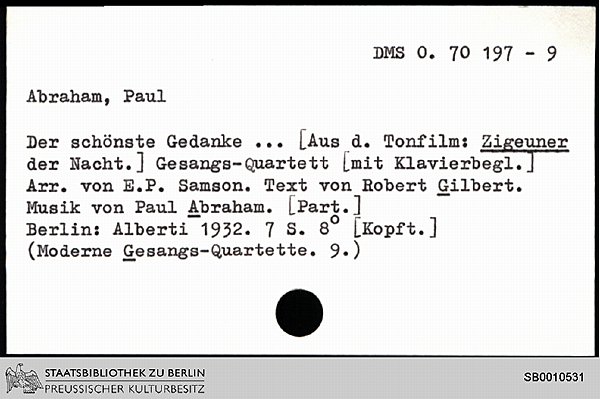 DMS O. 70 197 - 9
Abraham, Paul
Der schönste Gedanke ... [Aus d. Tonfilm: Zigeuner
der Nacht.] Gesangs-Quartett [mit Klavierbegl.]
Arr. von E.P. Samson. Text von Robert Gilbert.
Musik von Paul Abraham. [Part.]
Berlin: Alberti 1932. 7 S. 8° [Kopft.]
(Moderne Gesangs-Quartette. 9.)
STAATSBIBLIOTHEK ZU BERLIN
PREUSSISCHER KULTURBESITZ
SB0010531